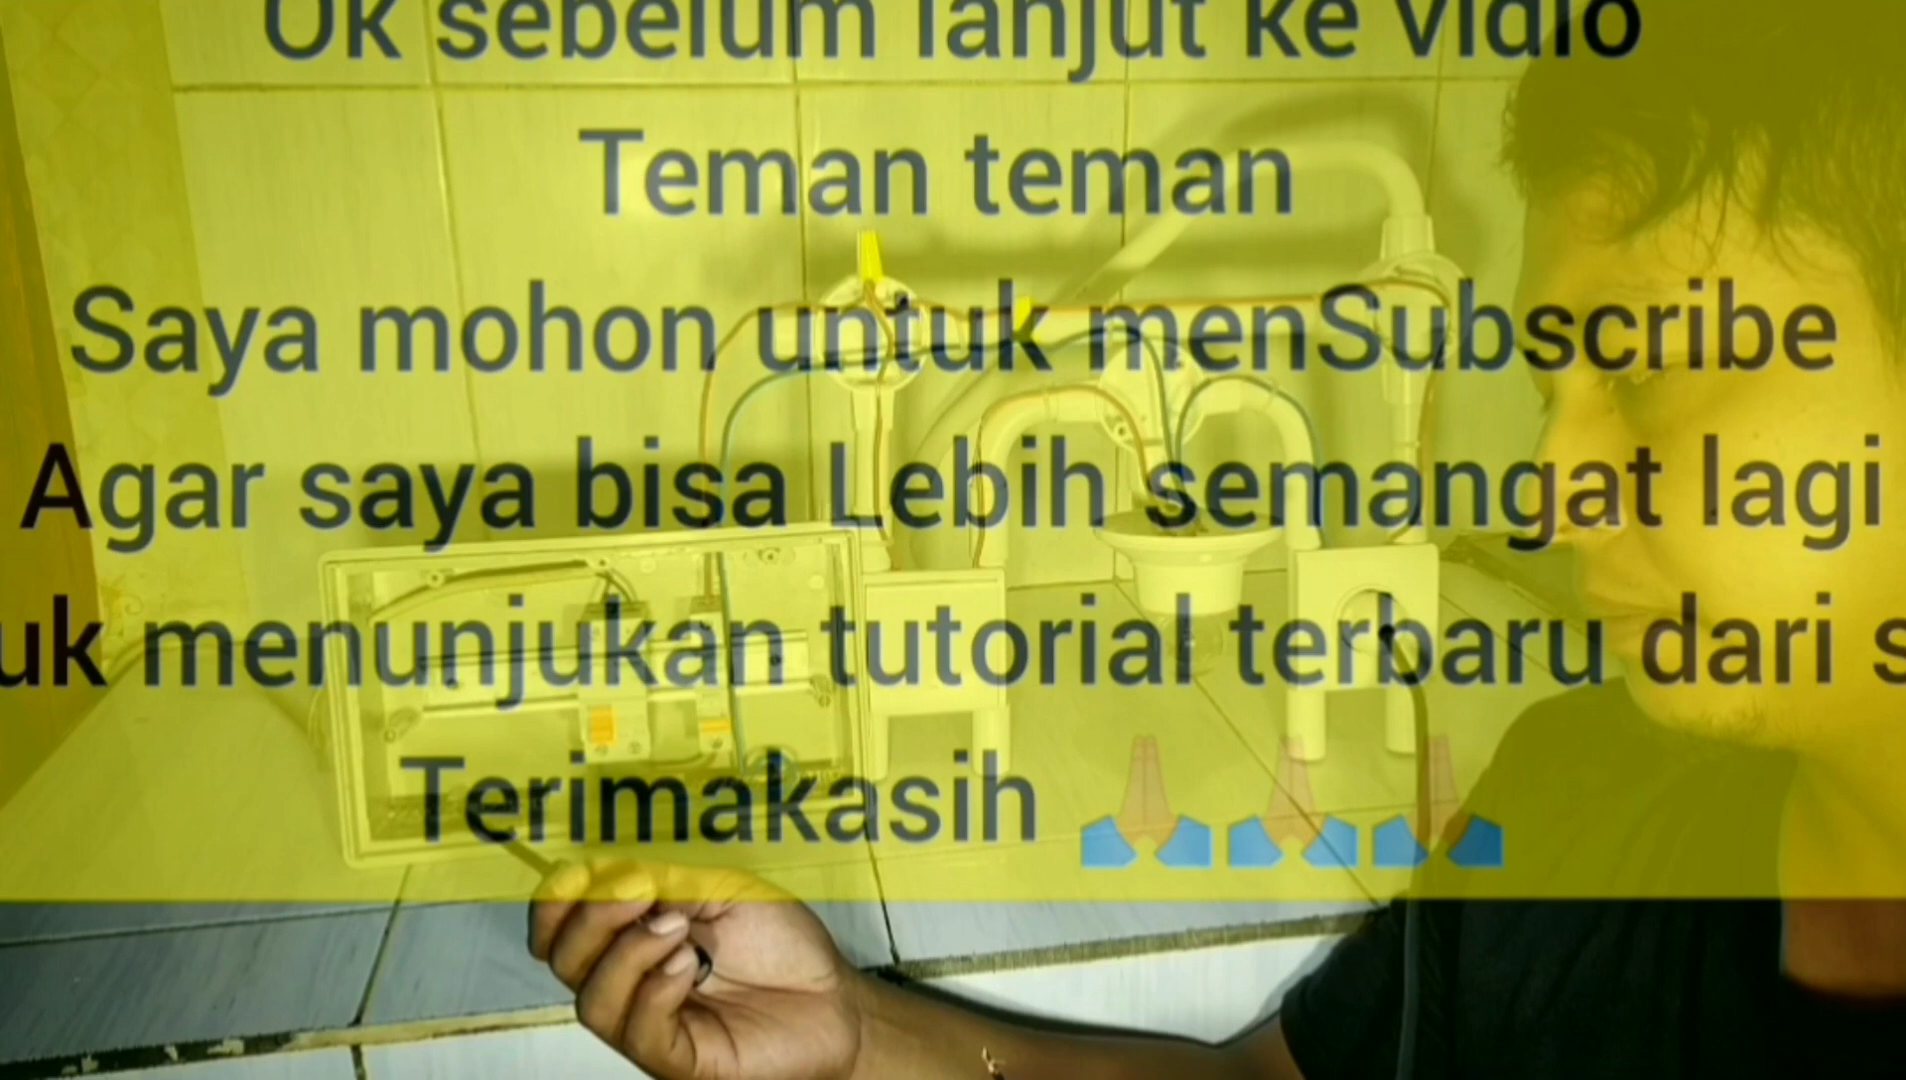 Ok sebelum lanjut ke vidio
Teman teman
Saya mohon untuk menSubscribe
Agar saya bisa Lebih semangat lagi
uk menunjukan tutorial terbaru dari s
Terimakasih 🙏🙏🙏